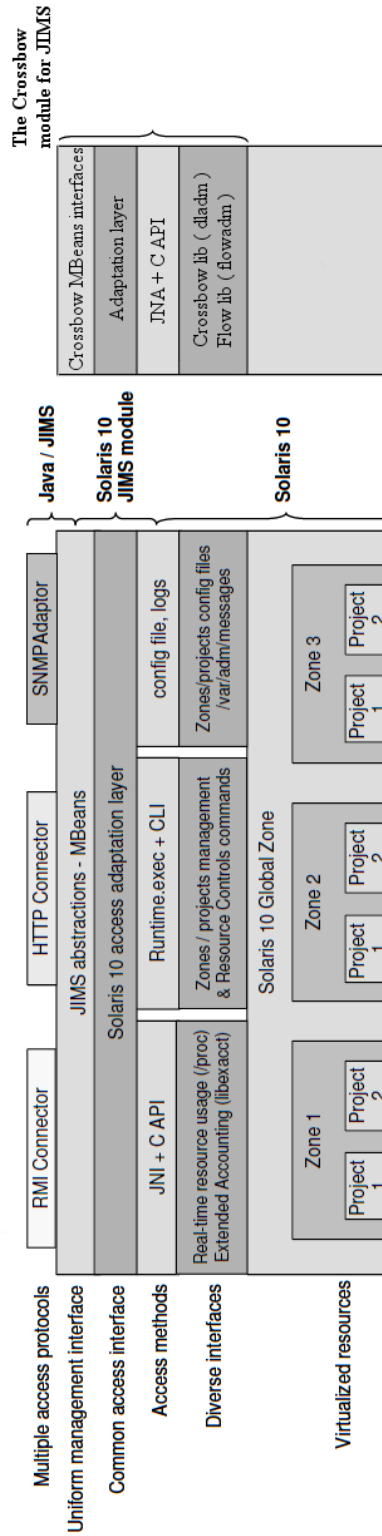 Multiple access protocols
RMI Connector
HTTP Connector
SNMPAdaptor
Java / JIMS
The Crossbow
module for JIMS
Uniform management interface
JIMS abstractions - MBeans
Crossbow MBeans interfaces
Common access interface
Solaris 10 access adaptation layer
Solaris 10
JIMS module
Adaptation layer
Access methods
JNI + C API
Runtime.exec + CLI
config file, logs
JNA + C API
Diverse interfaces
Real-time resource usage (/proc)
Extended Accounting (libexacct)
Zones / projects management
& Resource Controls commands
Zones/projects config files
/var/adm/messages
Crossbow lib ( dladm )
Flow lib ( flowadm )
Solaris 10
Solaris 10 Global Zone
Virtualized resources
Zone 1
Project
1
Project
2
Zone 2
Project
1
Project
2
Zone 3
Project
1
Project
2